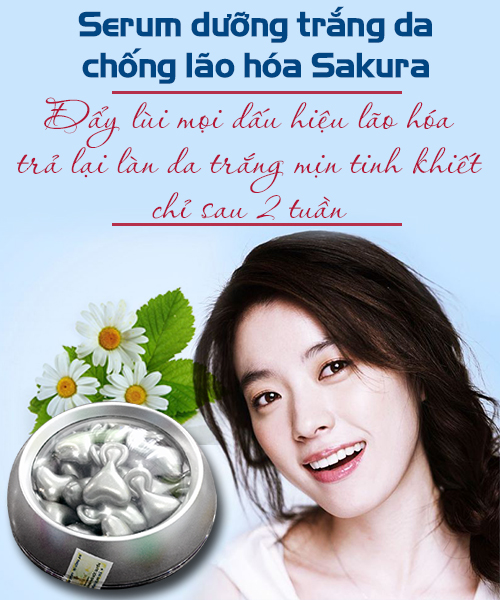 Serum dưỡng trắng da
chống lão hóa Sakura
Đẩy lùi mọi dấu hiệu lão hóa
trả lại làn da trắng mịn tinh khiết
chỉ sau 2 tuần